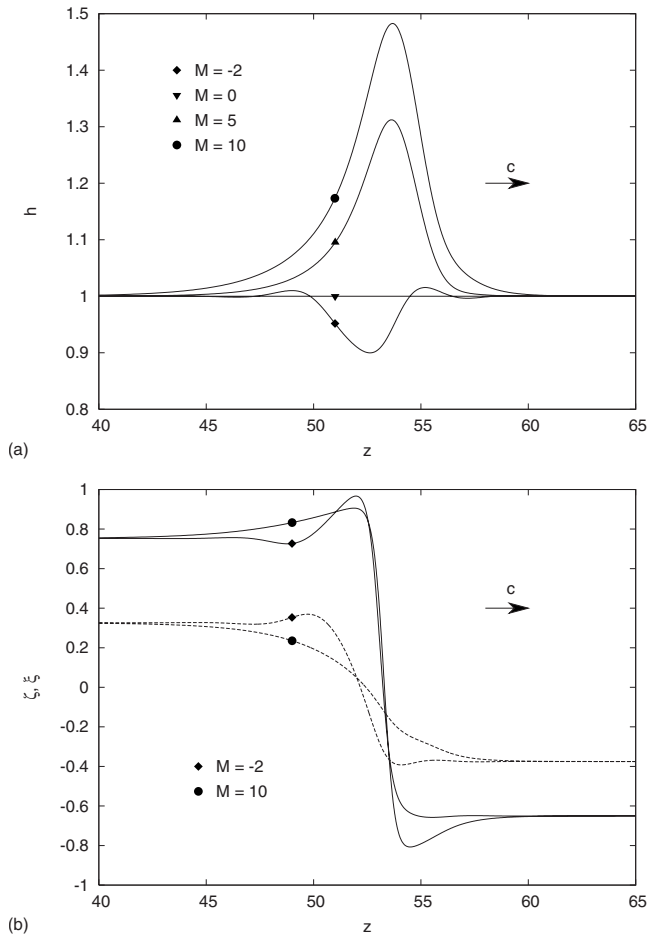 1.5
1.4
1.3
1.2
1.1
1
0.9
0.8
h
M = -2
M = 0
M = 5
M = 10
c
40
45
50
55
60
65
z
(a)
1
0.8
0.6
0.4
0.2
0
-0.2
-0.4
-0.6
-0.8
-1
ζ, ξ
c
M = -2
M = 10
40
45
50
55
60
65
z
(b)